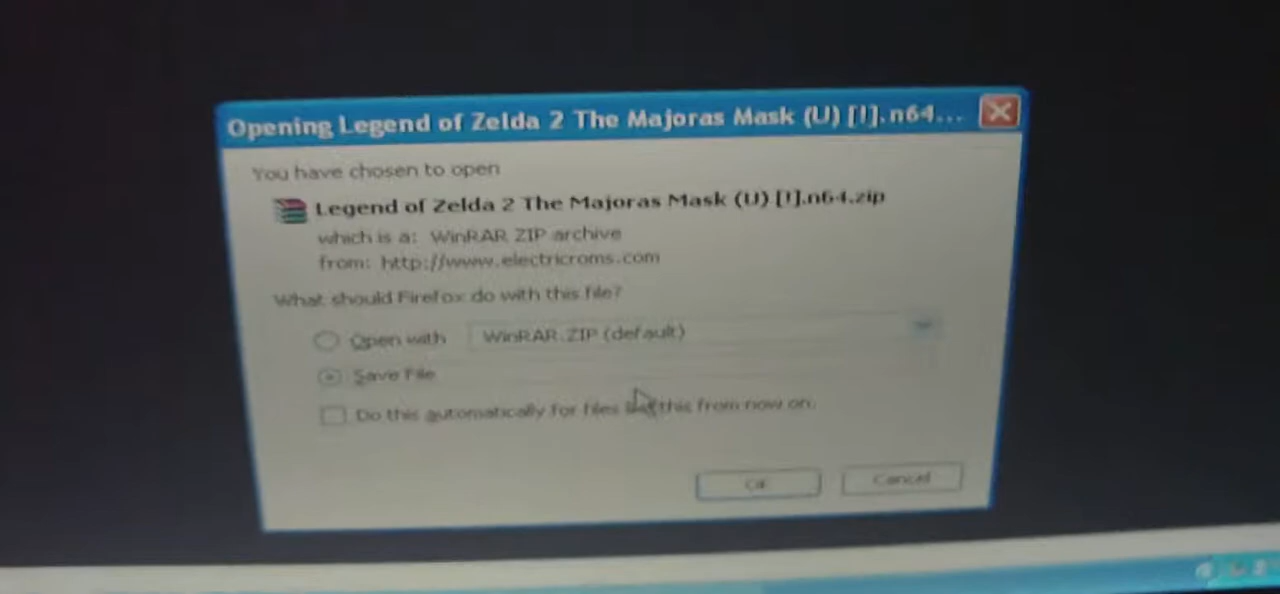 Opening Legend of Zelda 2 The Majoras Mask (U) [!].n64...
You have chosen to open
Legend of Zelda 2 The Majoras Mask (U) [!].n64.zip
which is a: WinRAR ZIP archive
from: http://www.electricroms.com
What should Firefox do with this file?
Open with WinRAR.ZIP (default)
Save File
Do this automatically for files like this from now on.
OK Cancel